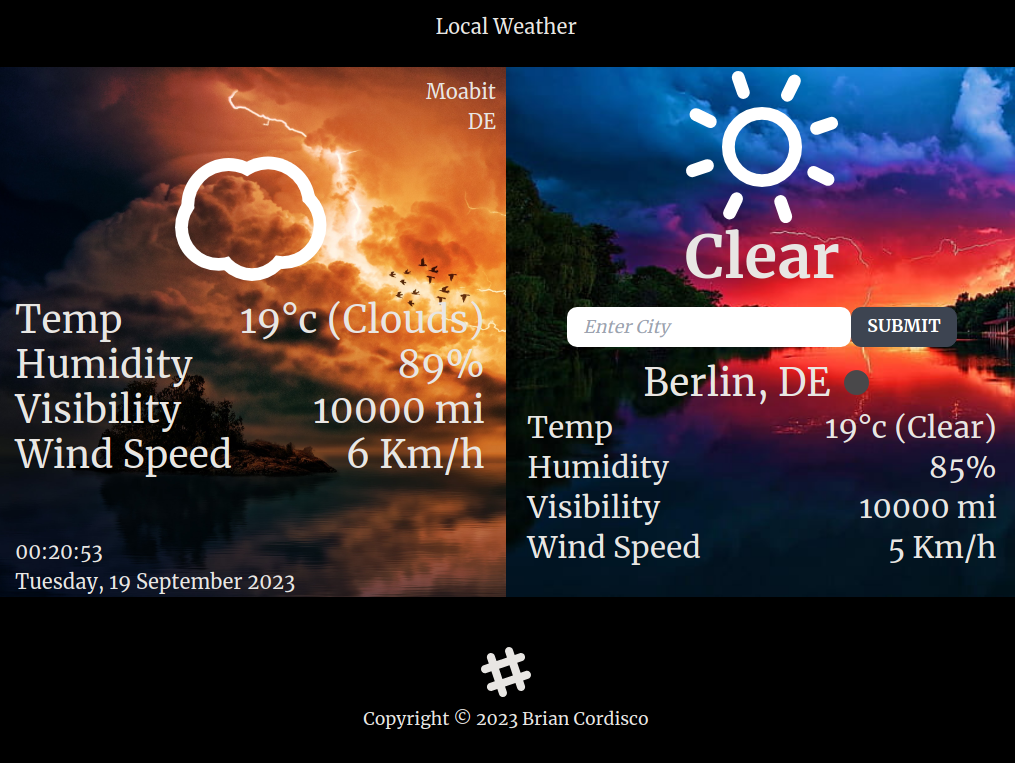 Local Weather
Moabit
DE
Temp 19°c (Clouds)
Humidity 89%
Visibility 10000 mi
Wind Speed 6 Km/h
00:20:53
Tuesday, 19 September 2023
Clear
Enter City SUBMIT
Berlin, DE
Temp 19°c (Clear)
Humidity 85%
Visibility 10000 mi
Wind Speed 5 Km/h
Copyright © 2023 Brian Cordisco